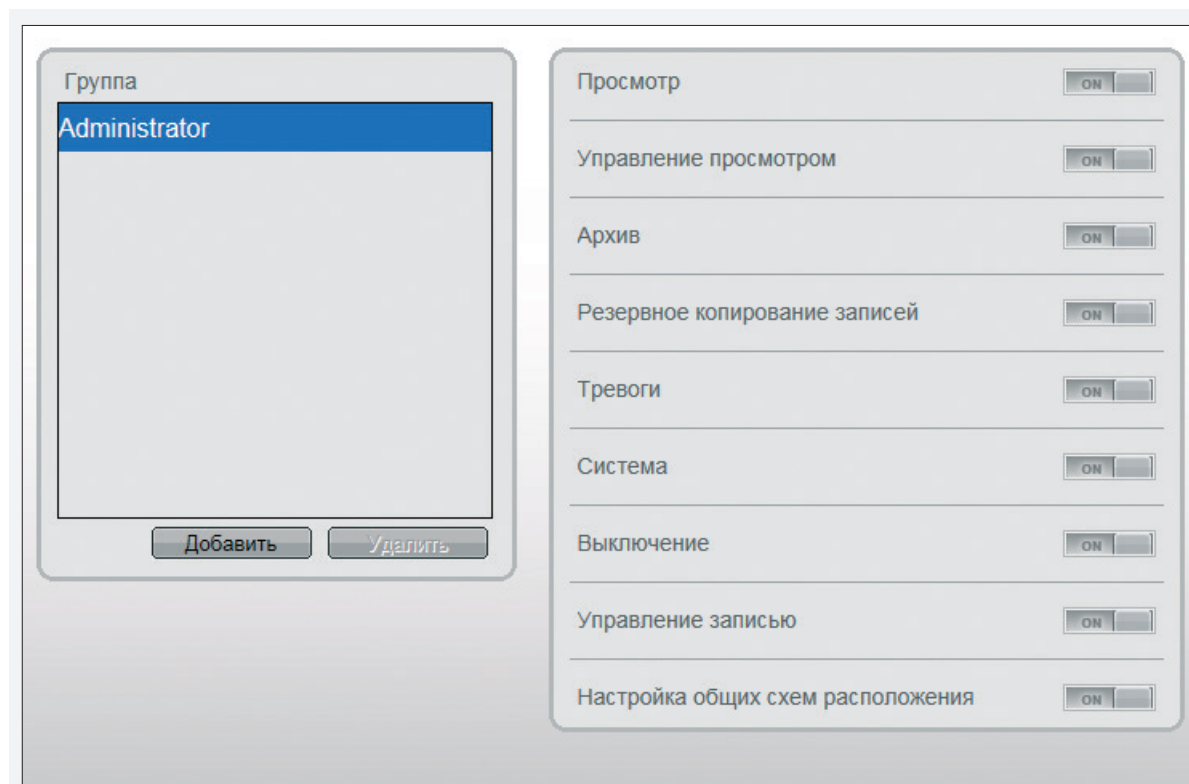 Группа
Administrator
Добавить Удалить
Просмотр ON
Управление просмотром ON
Архив ON
Резервное копирование записей ON
Тревоги ON
Система ON
Выключение ON
Управление записью ON
Настройка общих схем расположения ON